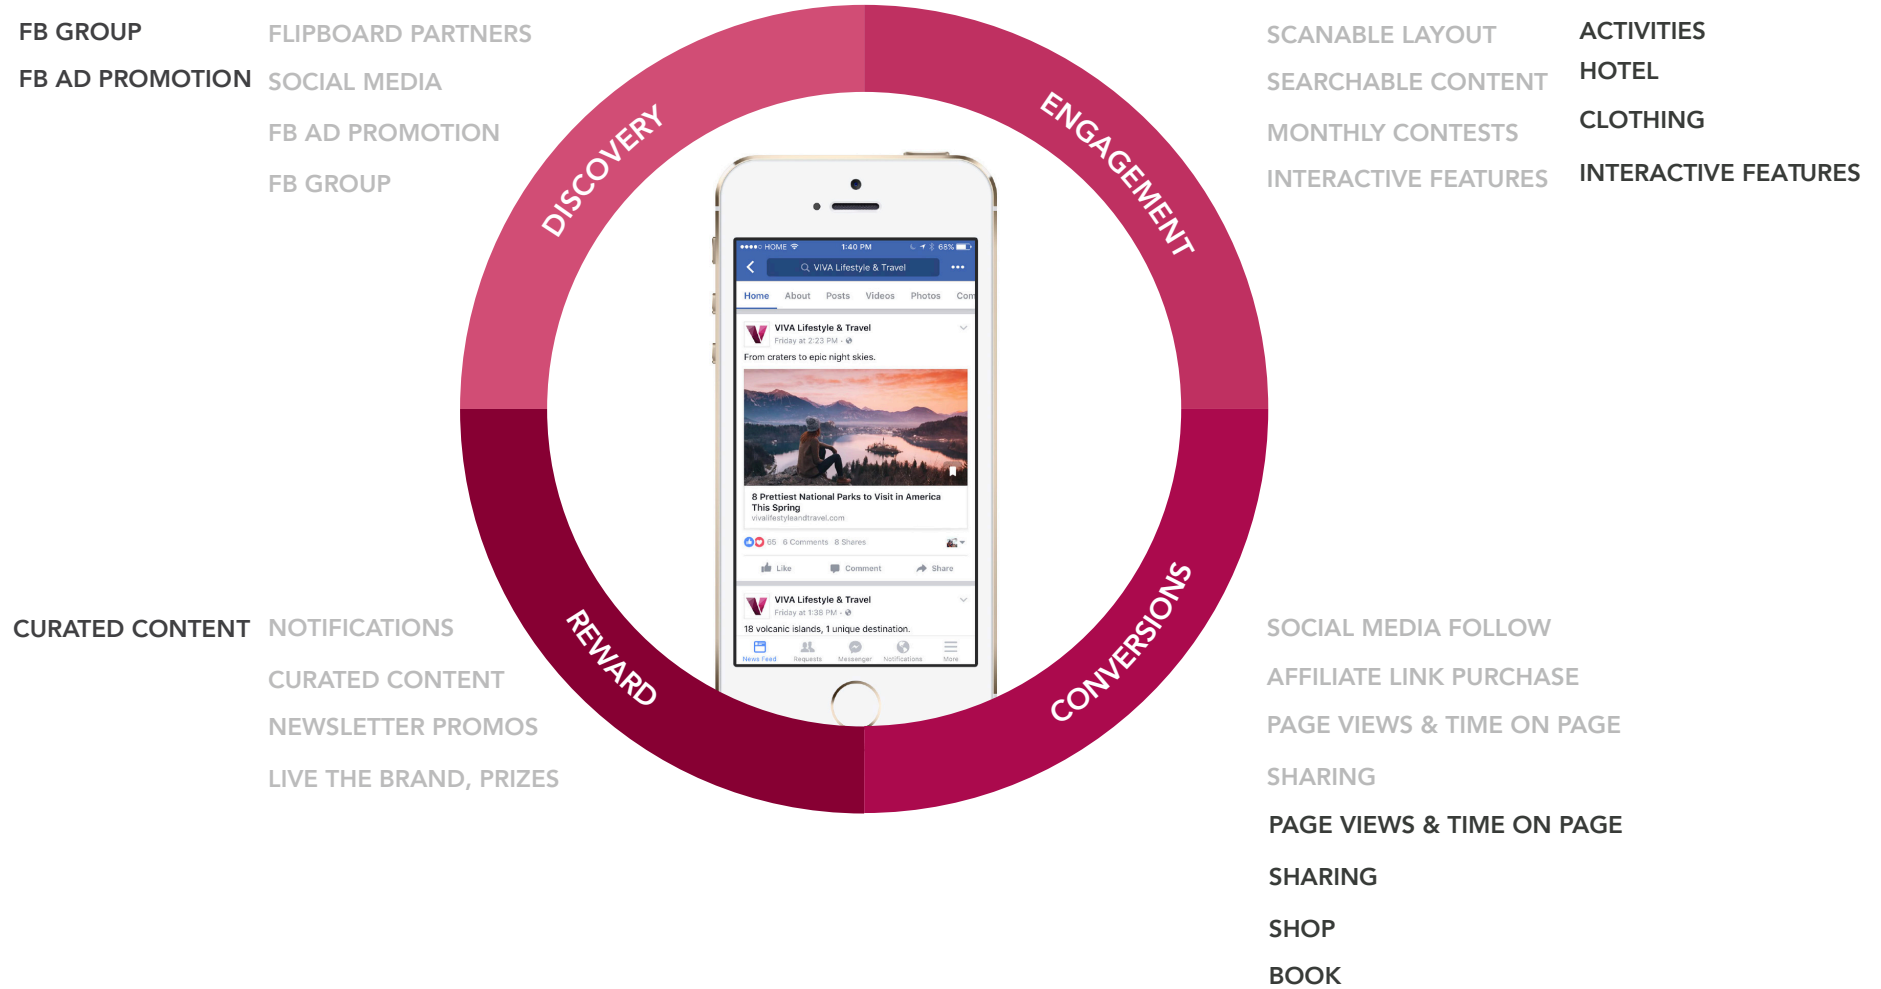 FB GROUP
FB AD PROMOTION
FLIPBOARD PARTNERS
SOCIAL MEDIA
FB AD PROMOTION
FB GROUP
DISCOVERY
ENGAGEMENT
SCANABLE LAYOUT
SEARCHABLE CONTENT
MONTHLY CONTESTS
INTERACTIVE FEATURES
ACTIVITIES
HOTEL
CLOTHING
INTERACTIVE FEATURES
HOME 1:40 PM 68%
VIVA Lifestyle & Travel
Home About Posts Videos Photos Com
VIVA Lifestyle & Travel
Friday at 2:23 PM
From craters to epic night skies.
8 Prettiest National Parks to Visit in America
This Spring
vivalifestyleandtravel.com
65 6 Comments 8 Shares
Like Comment Share
VIVA Lifestyle & Travel
Friday at 1:38 PM
18 volcanic islands, 1 unique destination.
News Feed Requests Messenger Notifications More
CURATED CONTENT
NOTIFICATIONS
CURATED CONTENT
NEWSLETTER PROMOS
LIVE THE BRAND, PRIZES
REWARD
CONVERSIONS
SOCIAL MEDIA FOLLOW
AFFILIATE LINK PURCHASE
PAGE VIEWS & TIME ON PAGE
SHARING
PAGE VIEWS & TIME ON PAGE
SHARING
SHOP
BOOK